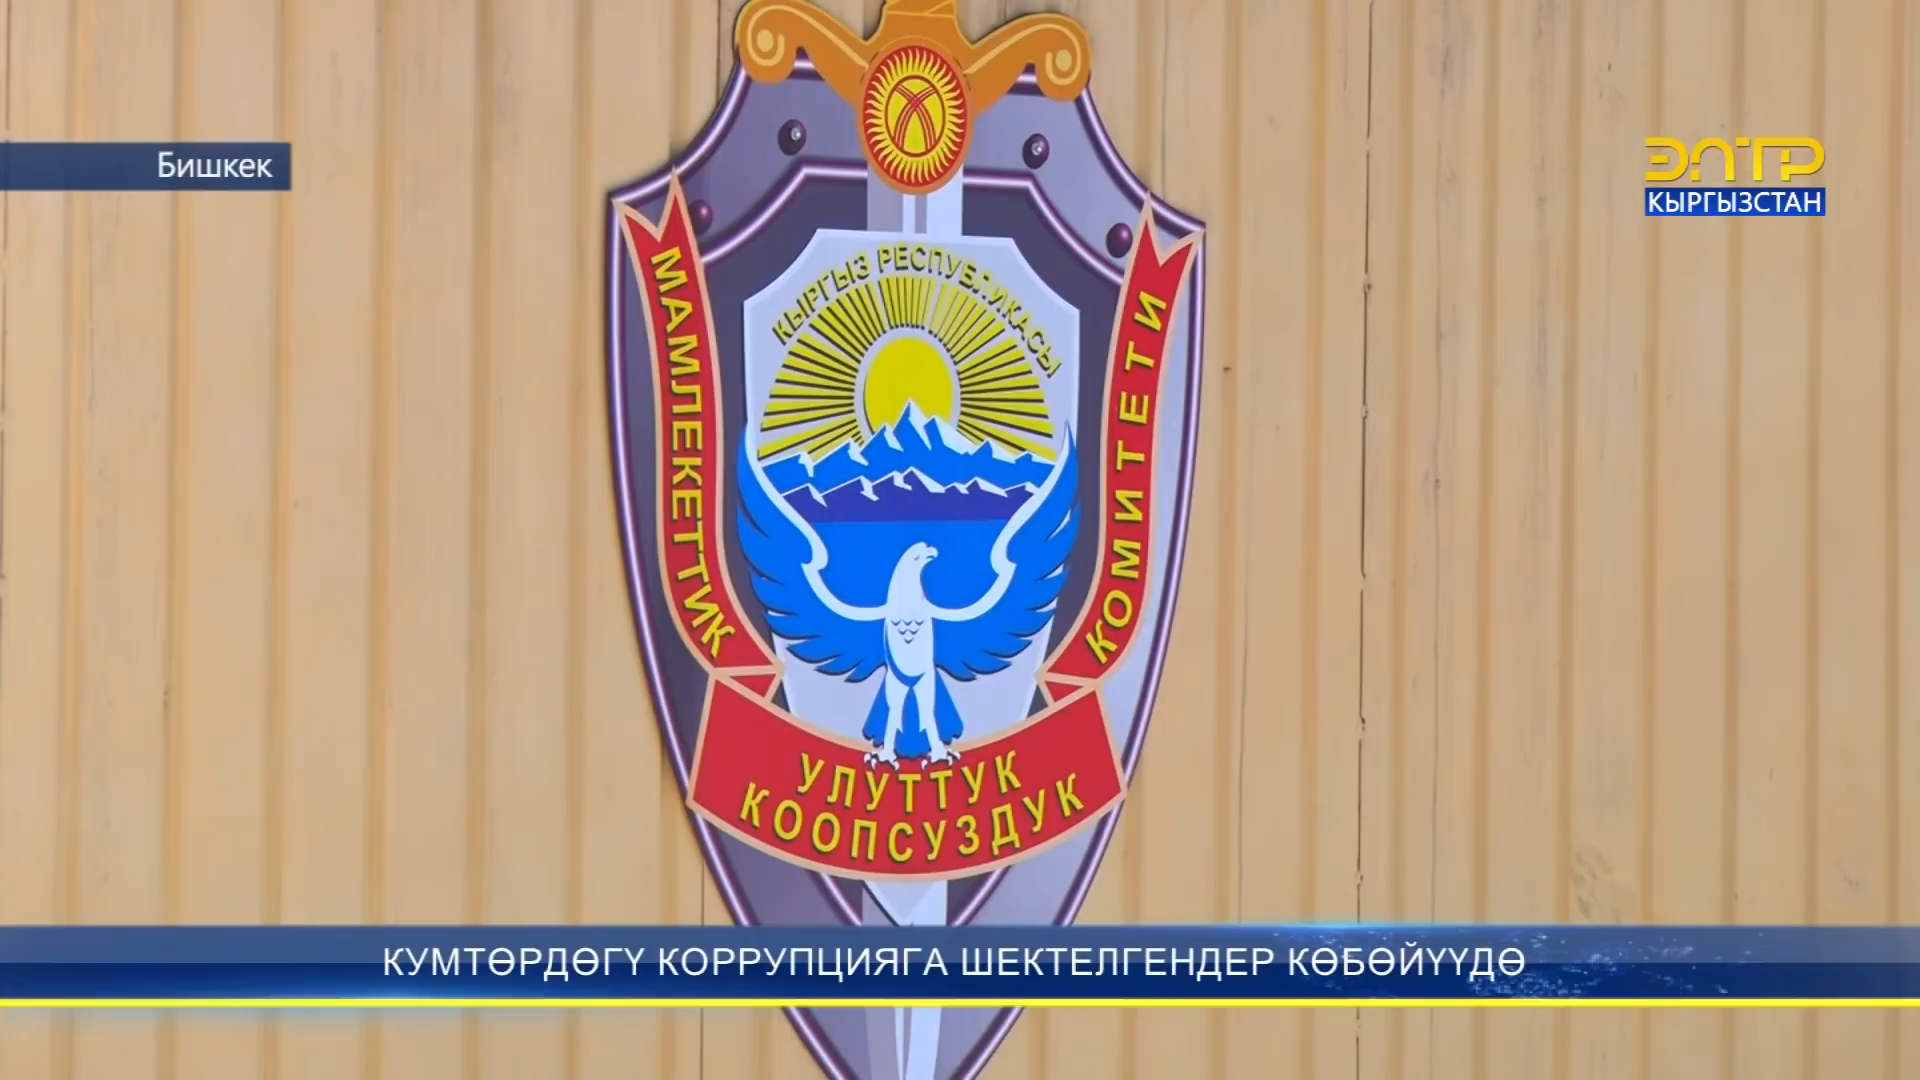 Бишкек
ЭЛТР
КЫРГЫЗСТАН
КЫРГЫЗ РЕСПУБЛИКАСЫ
МАМЛЕКЕТТИК
УЛУТТУК
КООПСУЗДУК
КОМИТЕТИ
КУМТӨРДӨГҮ КОРРУПЦИЯГА ШЕКТЕЛГЕНДЕР КӨБӨЙҮҮДӨ